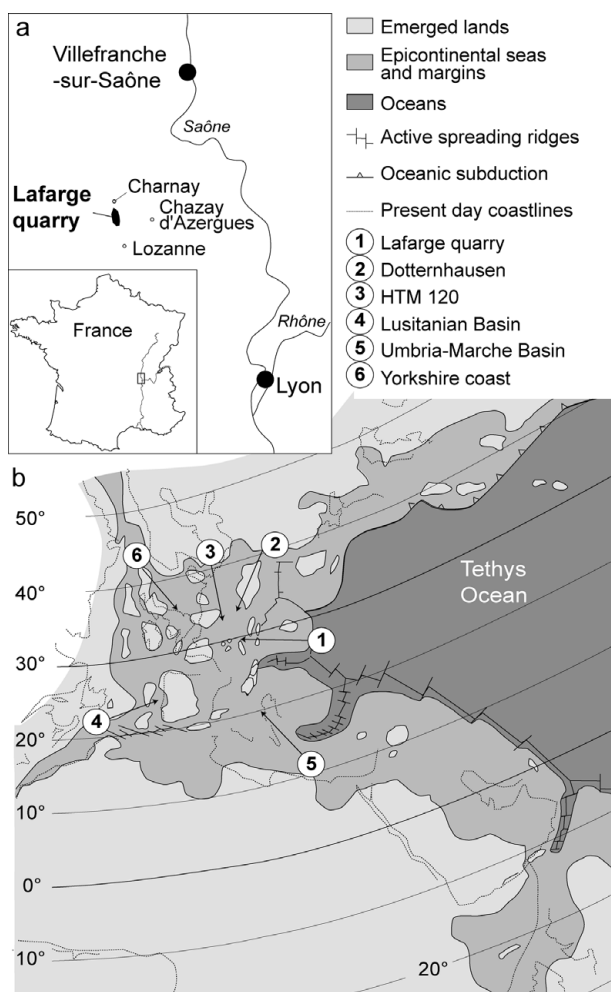 a
Villefranche
-sur-Saône
Saône
Lafarge
quarry
Charnay
Chazay
d'Azergues
Lozanne
France
Rhône
Lyon
Emerged lands
Epicontinental seas
and margins
Oceans
Active spreading ridges
Oceanic subduction
Present day coastlines
1 Lafarge quarry
2 Dotternhausen
3 HTM 120
4 Lusitanian Basin
5 Umbria-Marche Basin
6 Yorkshire coast
b
50°
40°
30°
20°
10°
0°
10°
20°
6
3
2
1
4
5
Tethys
Ocean